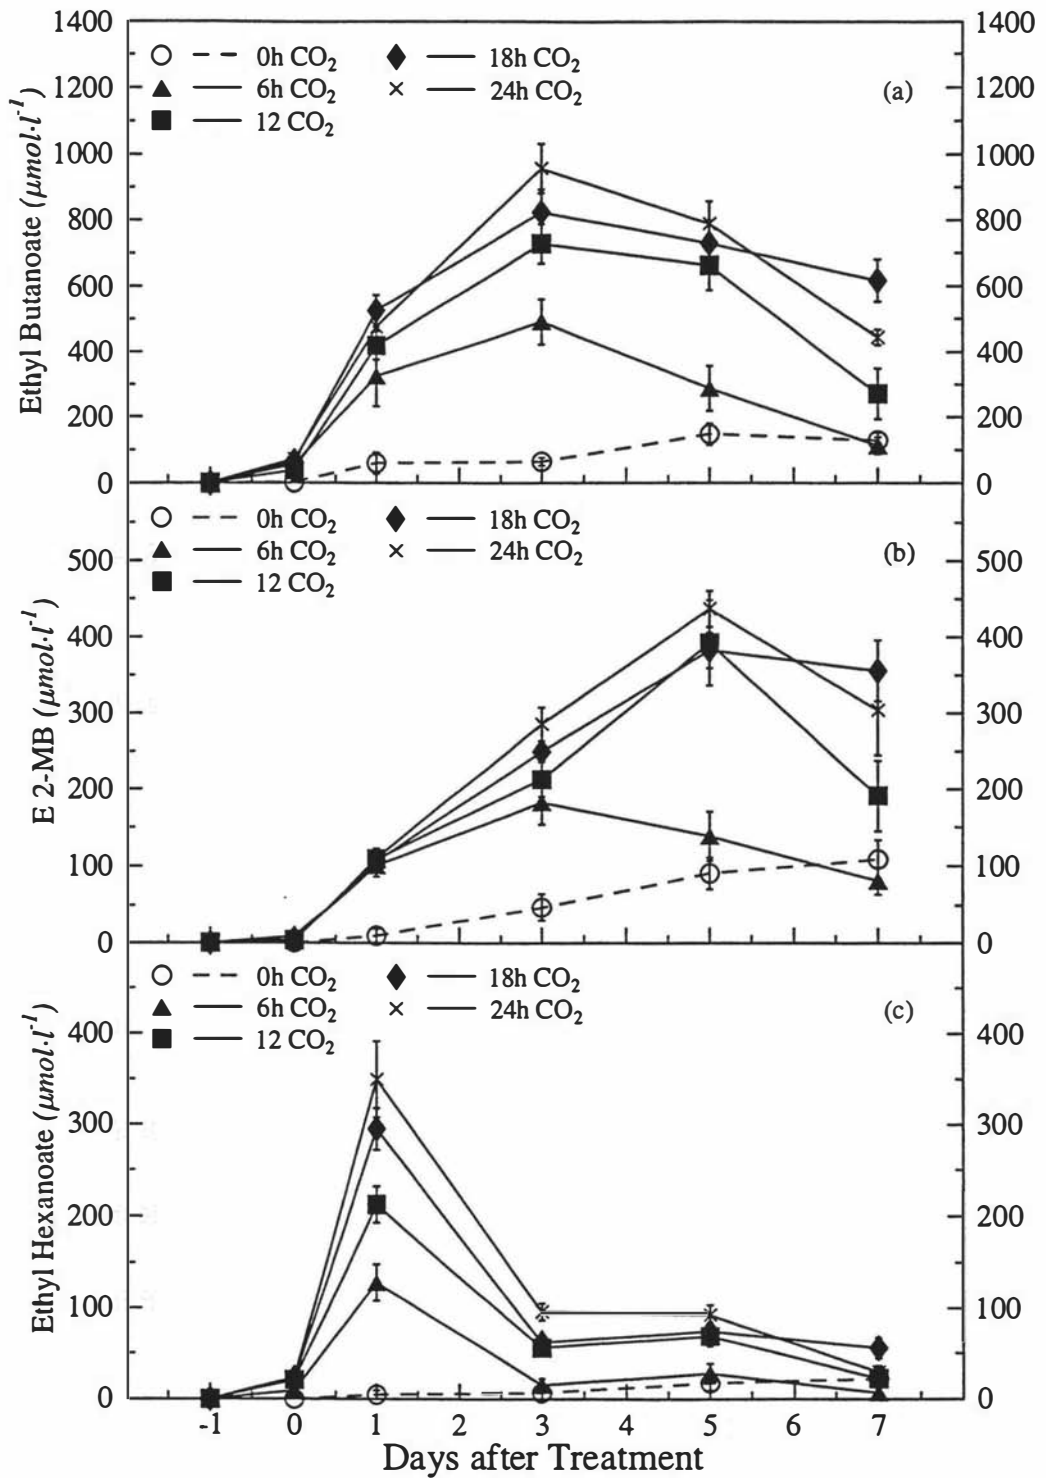 1400 1400
0h CO₂ 18h CO₂
1200 6h CO₂ 24h CO₂ (a) 1200
12 CO₂
1000 1000
800 800
600 600
400 400
200 200
0 0
Ethyl Butanoate (μmol·l⁻¹)
0h CO₂ 18h CO₂
500 6h CO₂ 24h CO₂ (b) 500
12 CO₂
400 400
300 300
200 200
100 100
0 0
E 2-MB (μmol·l⁻¹)
0h CO₂ 18h CO₂
6h CO₂ 24h CO₂ (c)
400 12 CO₂ 400
300 300
200 200
100 100
0 0
Ethyl Hexanoate (μmol·l⁻¹)
-1 0 1 2 3 4 5 6 7
Days after Treatment